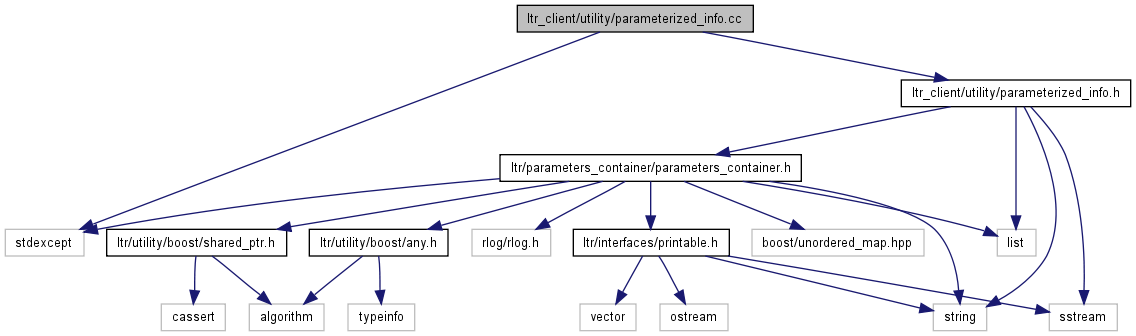 ltr_client/utility/parameterized_info.cc
ltr_client/utility/parameterized_info.h
ltr/parameters_container/parameters_container.h
stdexcept
ltr/utility/boost/shared_ptr.h
ltr/utility/boost/any.h
rlog/rlog.h
ltr/interfaces/printable.h
boost/unordered_map.hpp
list
cassert
algorithm
typeinfo
vector
ostream
string
sstream